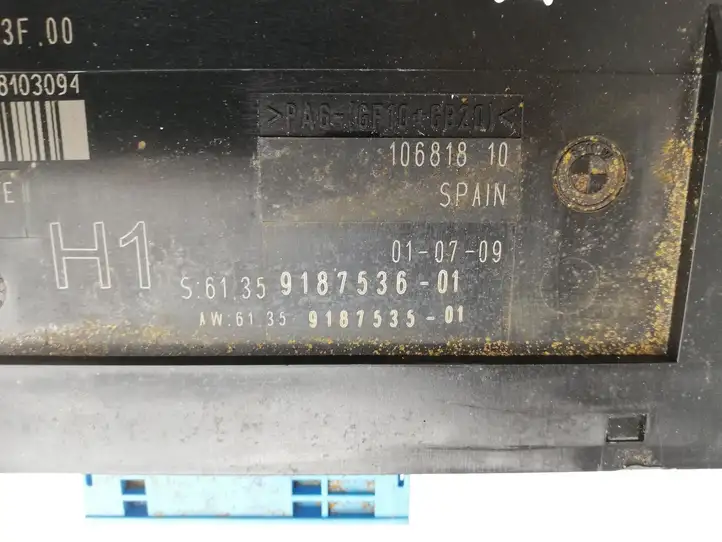 3F.00
8103094
>PA6-(GF10+GB20)<
106818 10
SPAIN
TE
H1
01-07-09
S:61.35 9187536-01
AW:61.35 9187535-01